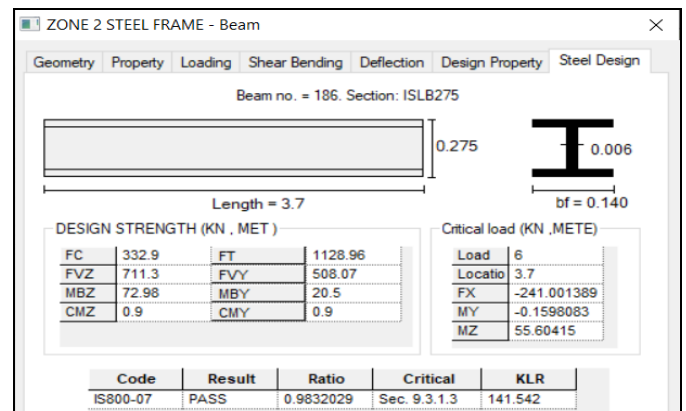 ZONE 2 STEEL FRAME - Beam
Geometry Property Loading Shear Bending Deflection Design Property Steel Design
Beam no. = 186. Section: ISLB275
0.275
0.006
Length = 3.7
bf = 0.140
DESIGN STRENGTH (KN , MET )
Critical load (KN ,METE)
FC 332.9 FT 1128.96 Load 6
FVZ 711.3 FVY 508.07 Locatio 3.7
MBZ 72.98 MBY 20.5 FX -241.001389
CMZ 0.9 CMY 0.9 MY -0.1598083
MZ 55.60415
Code Result Ratio Critical KLR
IS800-07 PASS 0.9832029 Sec. 9.3.1.3 141.542